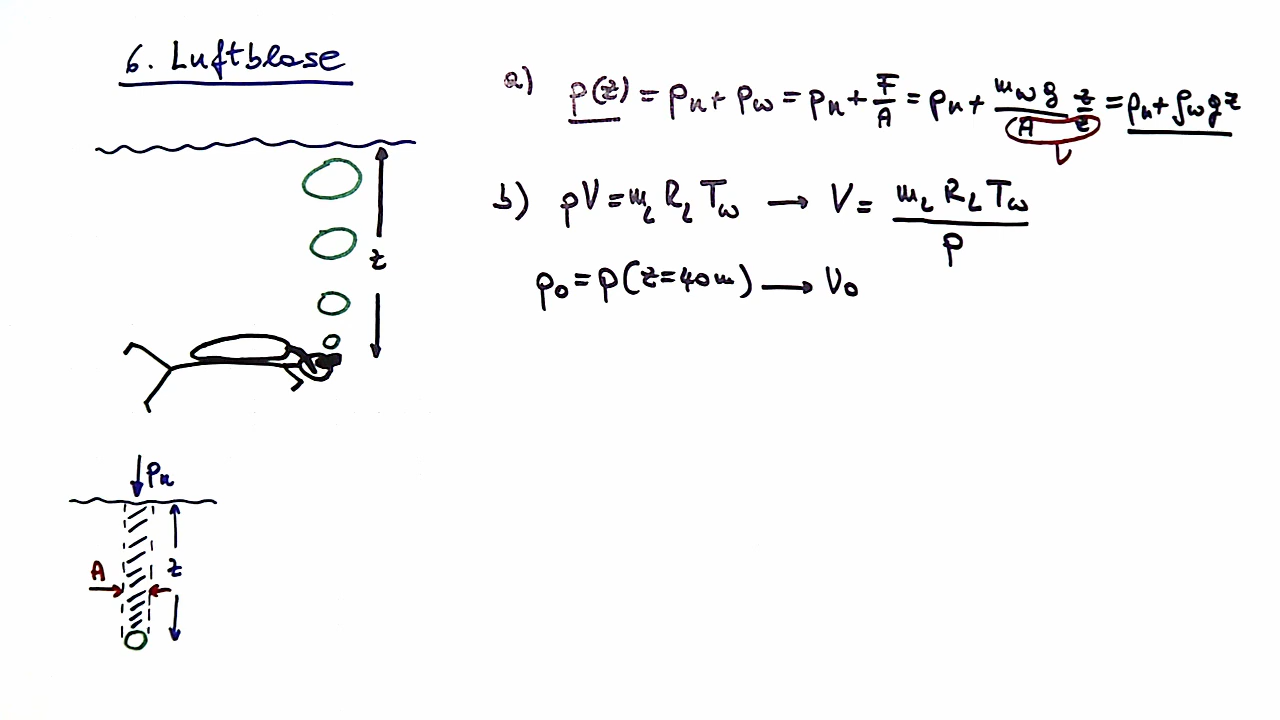 6. Luftblase
a) p(z) = pu + pw = pu + F/A = pu + mw g/A z/z = pu + ρw g z
V
b) pV = mL RL Tw → V = mL RL Tw/p
p0 = p(z=40m) → V0
z
pu
A
z